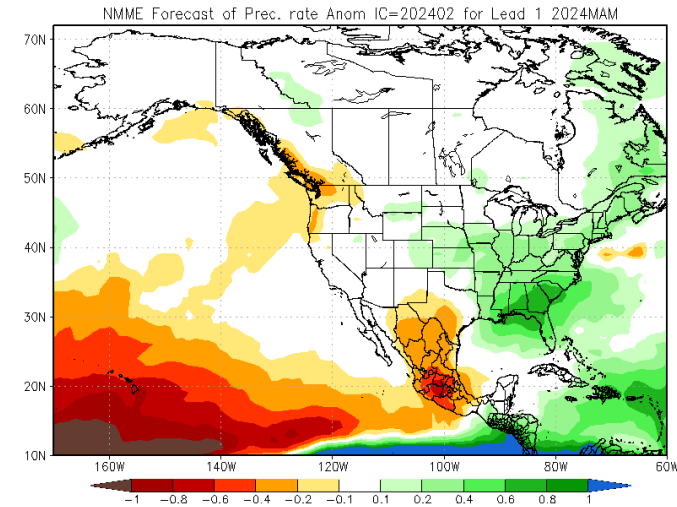 NMME Forecast of Prec. rate Anom IC=202402 for Lead 1 2024MAM
70N
60N
50N
40N
30N
20N
10N
160W 140W 120W 100W 80W 60W
-1 -0.8 -0.6 -0.4 -0.2 -0.1 0.1 0.2 0.4 0.6 0.8 1